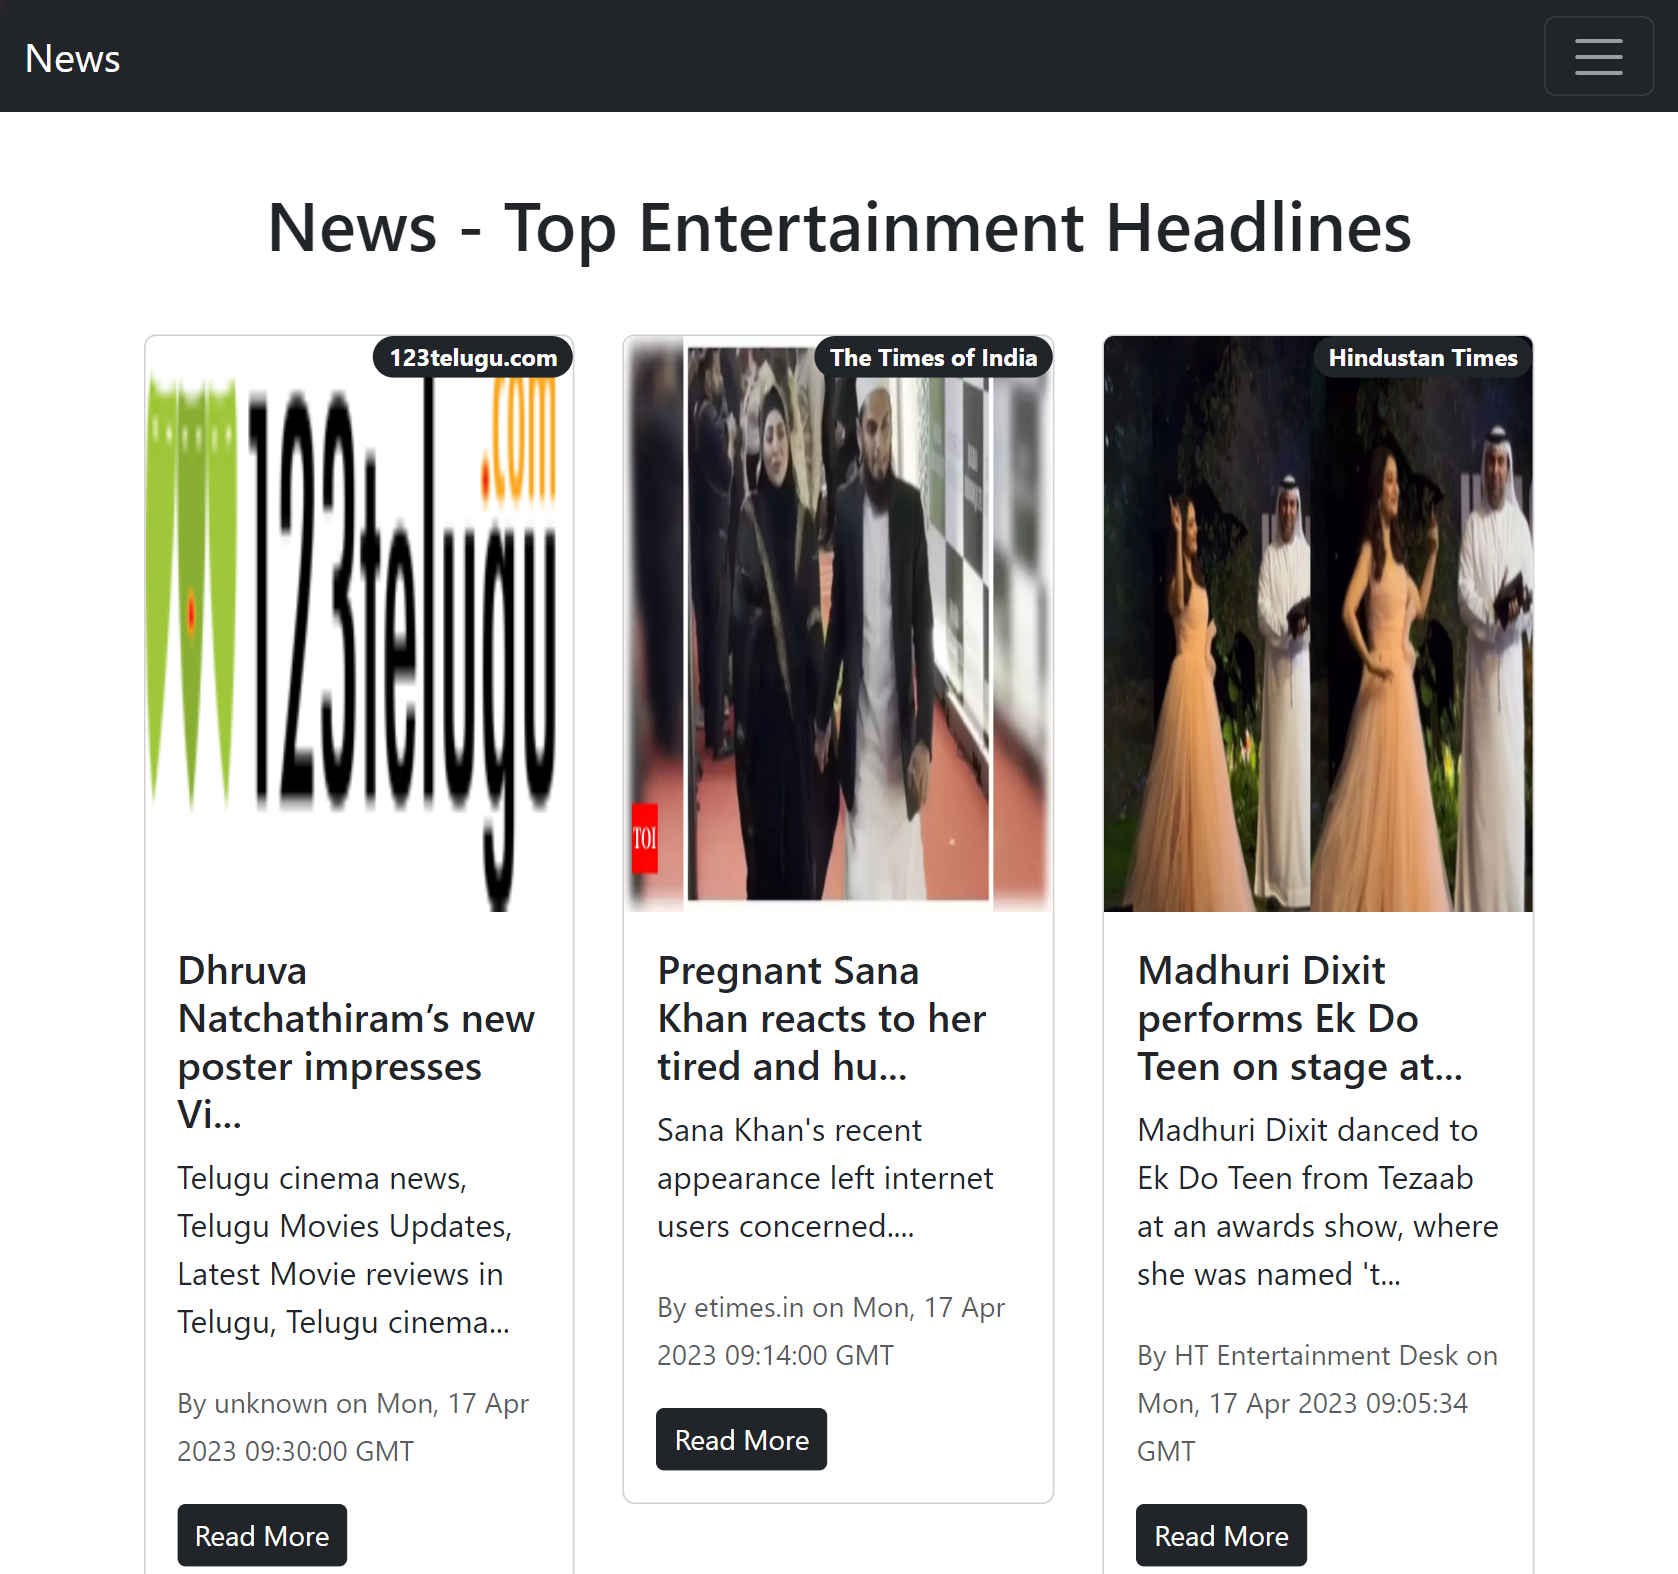 News
News - Top Entertainment Headlines
123telugu.com
123telugu
.com
Dhruva
Natchathiram’s new
poster impresses
Vi...
Telugu cinema news,
Telugu Movies Updates,
Latest Movie reviews in
Telugu, Telugu cinema...
By unknown on Mon, 17 Apr
2023 09:30:00 GMT
Read More
The Times of India
TOI
Pregnant Sana
Khan reacts to her
tired and hu...
Sana Khan's recent
appearance left internet
users concerned....
By etimes.in on Mon, 17 Apr
2023 09:14:00 GMT
Read More
Hindustan Times
Madhuri Dixit
performs Ek Do
Teen on stage at...
Madhuri Dixit danced to
Ek Do Teen from Tezaab
at an awards show, where
she was named 't...
By HT Entertainment Desk on
Mon, 17 Apr 2023 09:05:34
GMT
Read More